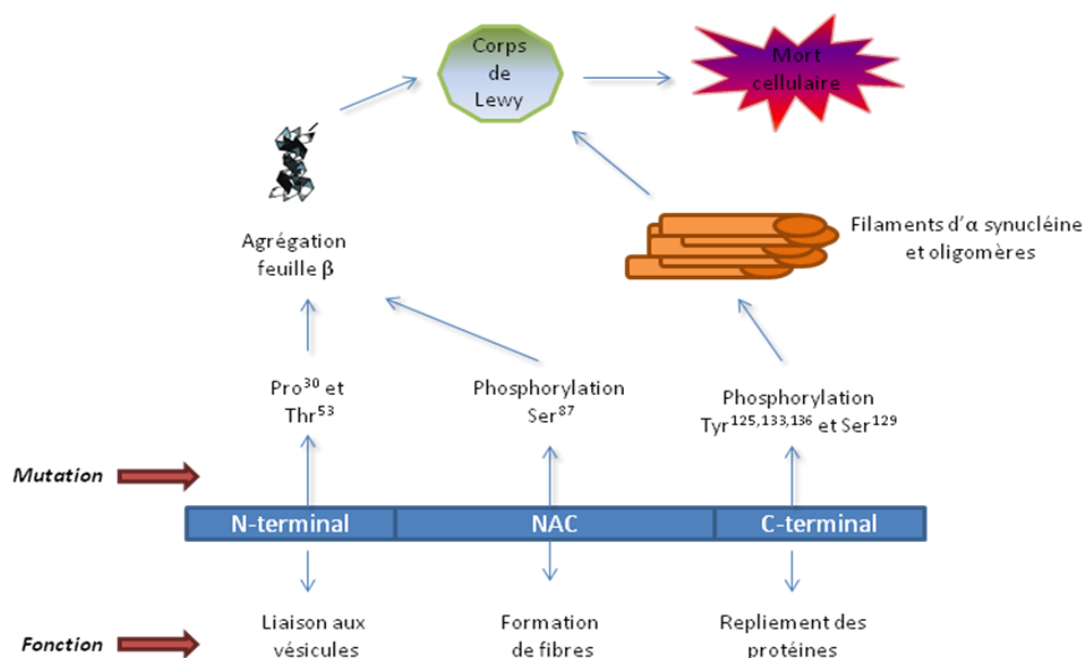 Corps
de
Lewy
Mort
cellulaire
Agrégation
feuille β
Filaments d'α synucléine
et oligomères
Pro³⁰ et
Thr⁵³
Phosphorylation
Ser⁸⁷
Phosphorylation
Tyr¹²⁵,¹³³,¹³⁶ et Ser¹²⁹
Mutation
N-terminal
NAC
C-terminal
Fonction
Liaison aux
vésicules
Formation
de fibres
Repliement des
protéines